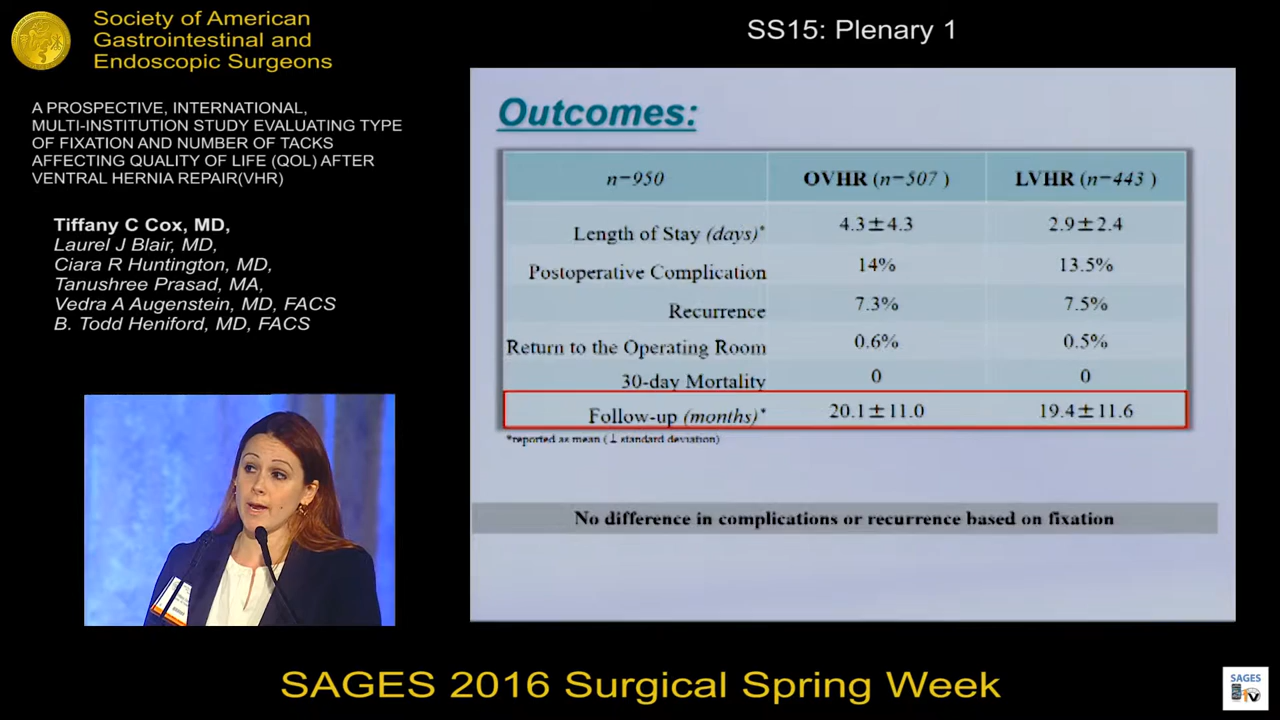 Society of American
Gastrointestinal and
Endoscopic Surgeons
SS15: Plenary 1
A PROSPECTIVE, INTERNATIONAL,
MULTI-INSTITUTION STUDY EVALUATING TYPE
OF FIXATION AND NUMBER OF TACKS
AFFECTING QUALITY OF LIFE (QOL) AFTER
VENTRAL HERNIA REPAIR(VHR)
Tiffany C Cox, MD,
Laurel J Blair, MD,
Ciara R Huntington, MD,
Tanushree Prasad, MA,
Vedra A Augenstein, MD, FACS
B. Todd Heniford, MD, FACS
Outcomes:
n=950 OVHR (n=507 ) LVHR (n=443 )
Length of Stay (days)* 4.3±4.3 2.9±2.4
Postoperative Complication 14% 13.5%
Recurrence 7.3% 7.5%
Return to the Operating Room 0.6% 0.5%
30-day Mortality 0 0
Follow-up (months)* 20.1±11.0 19.4±11.6
*reported as mean (± standard deviation)
No difference in complications or recurrence based on fixation
SAGES 2016 Surgical Spring Week
SAGES
TV